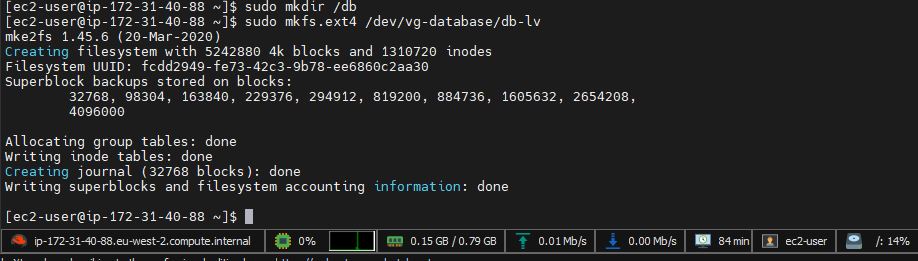 [ec2-user@ip-172-31-40-88 ~]$ sudo mkdir /db
[ec2-user@ip-172-31-40-88 ~]$ sudo mkfs.ext4 /dev/vg-database/db-lv
mke2fs 1.45.6 (20-Mar-2020)
Creating filesystem with 5242880 4k blocks and 1310720 inodes
Filesystem UUID: fcdd2949-fe73-42c3-9b78-ee6860c2aa30
Superblock backups stored on blocks:
32768, 98304, 163840, 229376, 294912, 819200, 884736, 1605632, 2654208,
4096000
Allocating group tables: done
Writing inode tables: done
Creating journal (32768 blocks): done
Writing superblocks and filesystem accounting information: done
[ec2-user@ip-172-31-40-88 ~]$
ip-172-31-40-88.eu-west-2.compute.internal 0% 0.15 GB / 0.79 GB 0.01 Mb/s 0.00 Mb/s 84 min ec2-user /: 14%